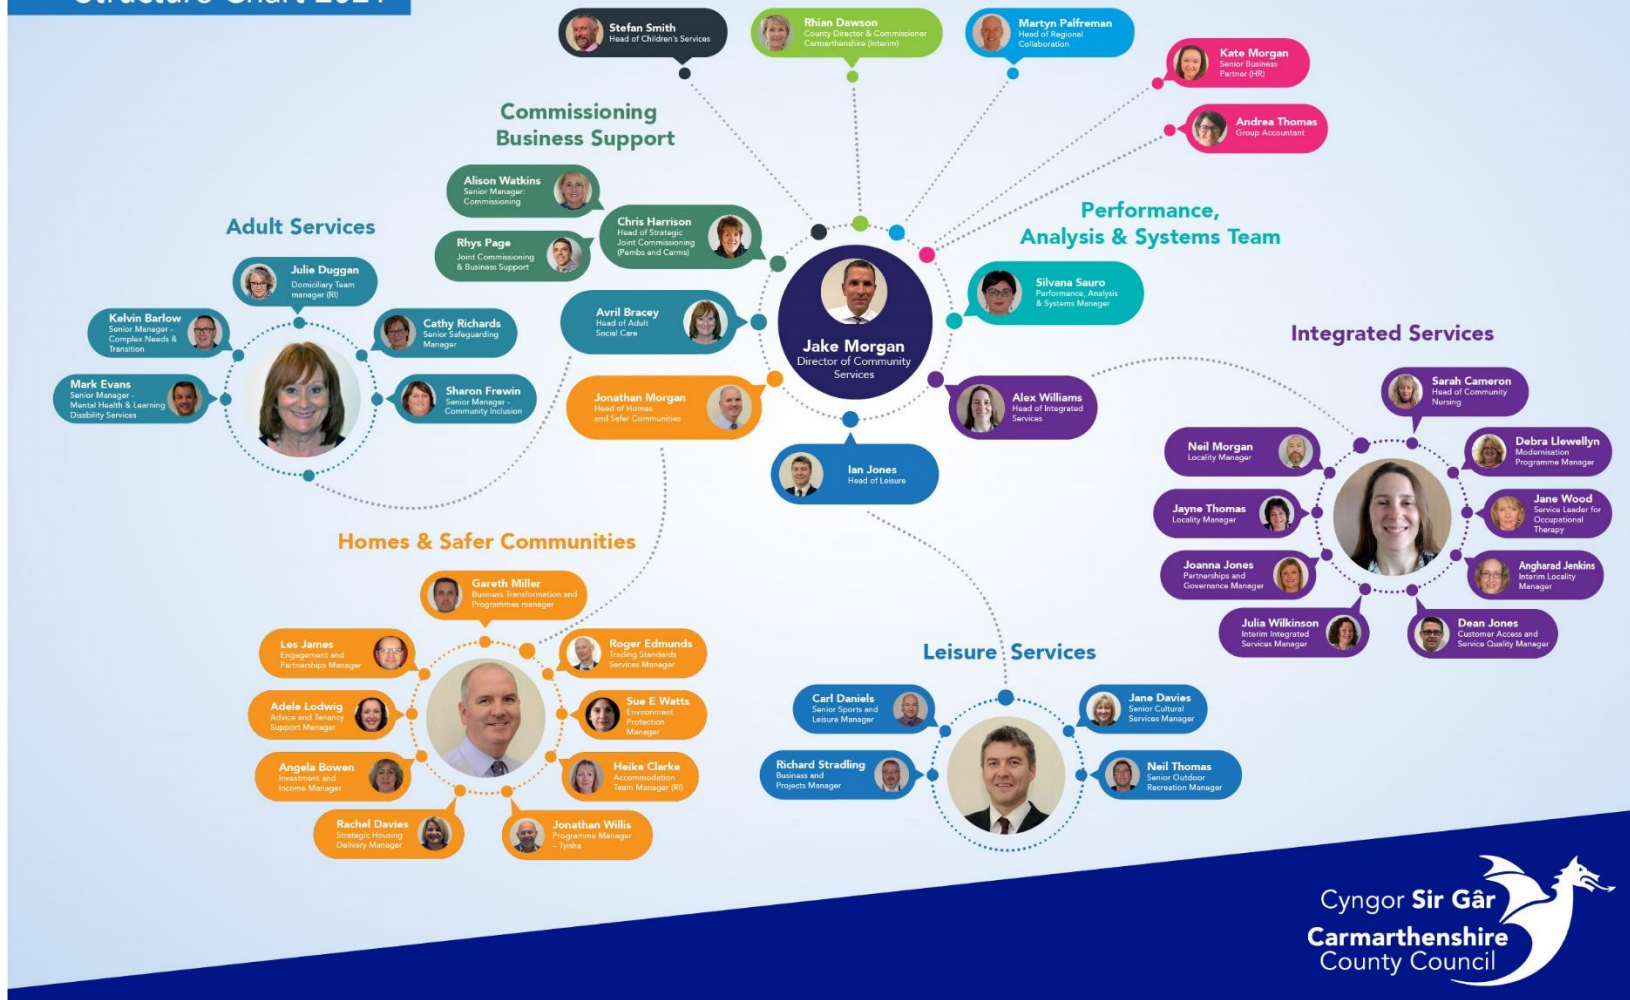 Structure Chart 2021
Stefan Smith
Head of Children's Services
Rhian Dawson
County Director & Commissioner
Carmarthenshire (Interim)
Martyn Palfreman
Head of Regional
Collaboration
Kate Morgan
Senior Business
Partner (HR)
Andrea Thomas
Group Accountant
Commissioning
Business Support
Alison Watkins
Senior Manager:
Commissioning
Rhys Page
Joint Commissioning
& Business Support
Chris Harrison
Head of Strategic
Joint Commissioning
(Pembs and Carms)
Performance,
Analysis & Systems Team
Silvana Sauro
Performance, Analysis
& Systems Manager
Adult Services
Julie Duggan
Domiciliary Team
manager (RI)
Kelvin Barlow
Senior Manager -
Complex Needs &
Transition
Cathy Richards
Senior Safeguarding
Manager
Mark Evans
Senior Manager -
Mental Health & Learning
Disability Services
Sharon Frewin
Senior Manager -
Community Inclusion
Avril Bracey
Head of Adult
Social Care
Jonathan Morgan
Head of Homes
and Safer Communities
Jake Morgan
Director of Community
Services
Alex Williams
Head of Integrated
Services
Ian Jones
Head of Leisure
Integrated Services
Sarah Cameron
Head of Community
Nursing
Neil Morgan
Locality Manager
Debra Llewellyn
Modernisation
Programme Manager
Jayne Thomas
Locality Manager
Jane Wood
Service Leader for
Occupational
Therapy
Joanna Jones
Partnerships and
Governance Manager
Angharad Jenkins
Interim Locality
Manager
Julia Wilkinson
Interim Integrated
Services Manager
Dean Jones
Customer Access and
Service Quality Manager
Homes & Safer Communities
Gareth Miller
Business Transformation and
Programmes manager
Les James
Engagement and
Partnerships Manager
Roger Edmunds
Trading Standards
Services Manager
Adele Lodwig
Advice and Tenancy
Support Manager
Sue E Watts
Environment
Protection
Manager
Angela Bowen
Investment and
Income Manager
Heike Clarke
Accommodation
Team Manager (RI)
Rachel Davies
Strategic Housing
Delivery Manager
Jonathan Willis
Programme Manager
– Tyisha
Leisure Services
Carl Daniels
Senior Sports and
Leisure Manager
Jane Davies
Senior Cultural
Services Manager
Richard Stradling
Business and
Projects Manager
Neil Thomas
Senior Outdoor
Recreation Manager
Cyngor Sir Gâr
Carmarthenshire
County Council